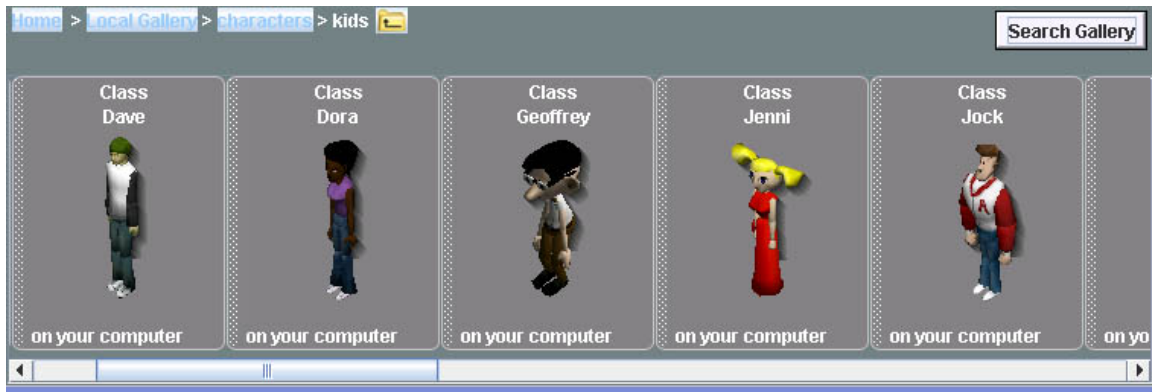 Home > Local Gallery > characters > kids
Search Gallery
Class
Dave
on your computer
Class
Dora
on your computer
Class
Geoffrey
on your computer
Class
Jenni
on your computer
Class
Jock
A
on your computer
on yo